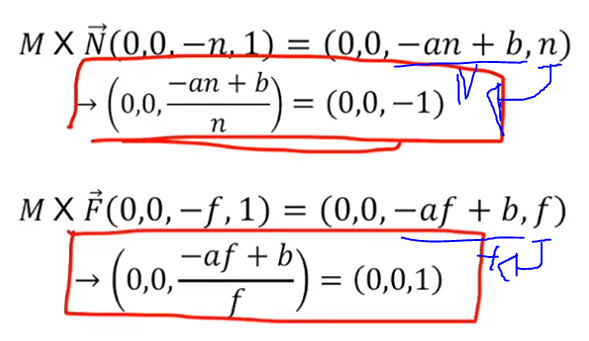 M X N⃗(0,0,−n,1) = (0,0,−an + b,n)
→ (0,0,(−an + b)/n) = (0,0,−1)
M X F⃗(0,0,−f,1) = (0,0,−af + b,f)
→ (0,0,(−af + b)/f) = (0,0,1)